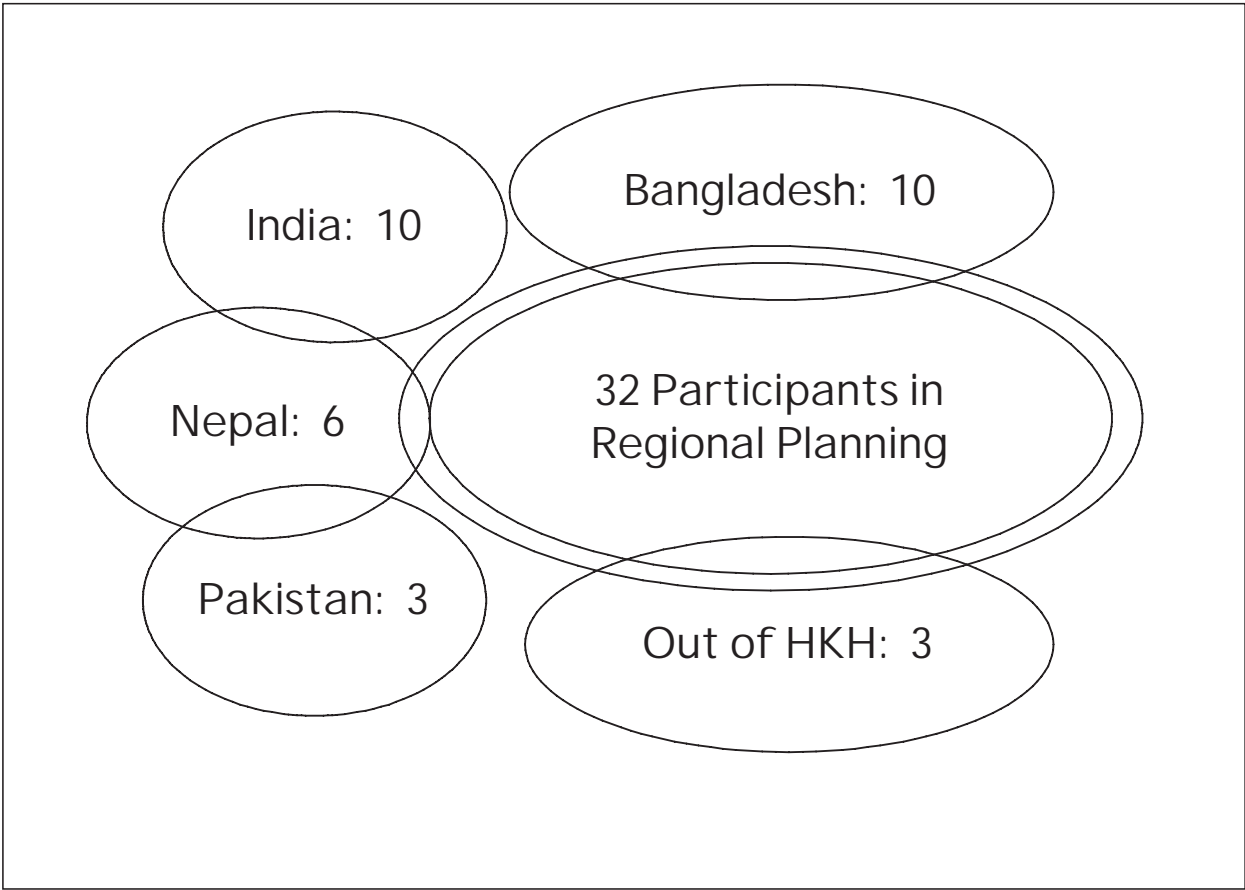 Bangladesh: 10
India: 10
32 Participants in
Regional Planning
Nepal: 6
Pakistan: 3
Out of HKH: 3